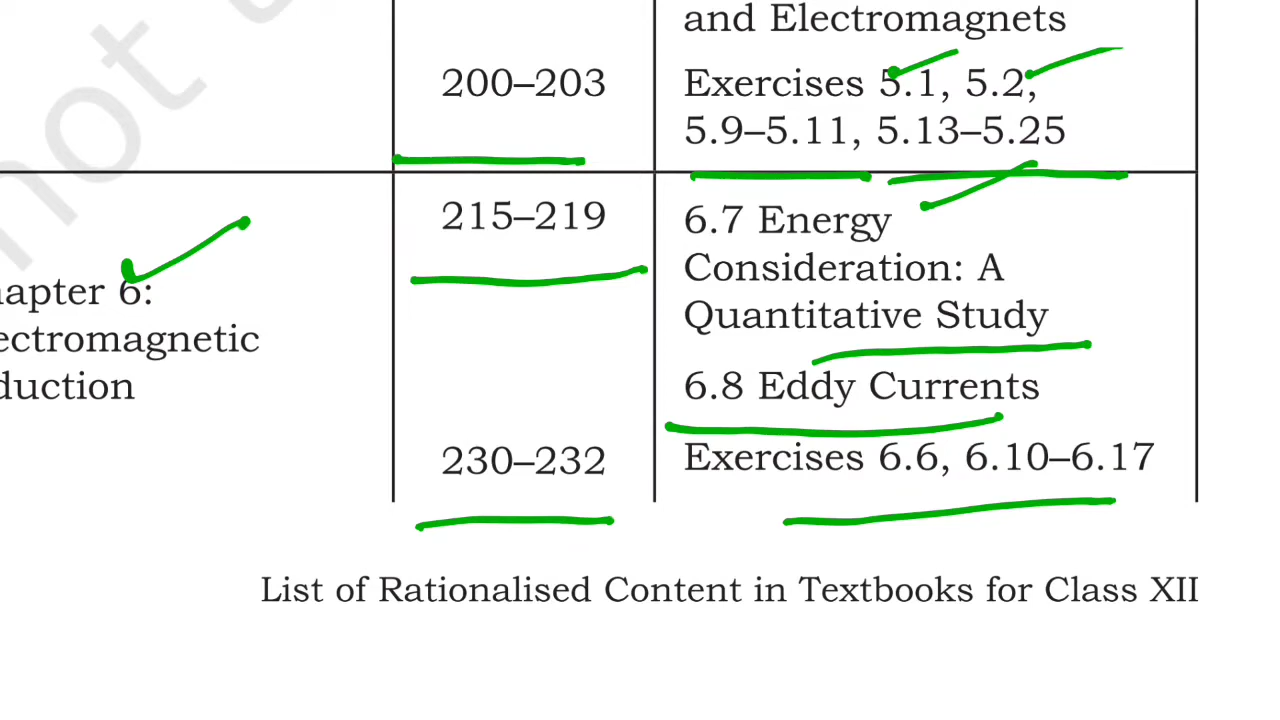 and Electromagnets
200–203
Exercises 5.1, 5.2,
5.9–5.11, 5.13–5.25
215–219
6.7 Energy
Consideration: A
Quantitative Study
hapter 6:
ectromagnetic
duction
6.8 Eddy Currents
230–232
Exercises 6.6, 6.10–6.17
List of Rationalised Content in Textbooks for Class XII
not t